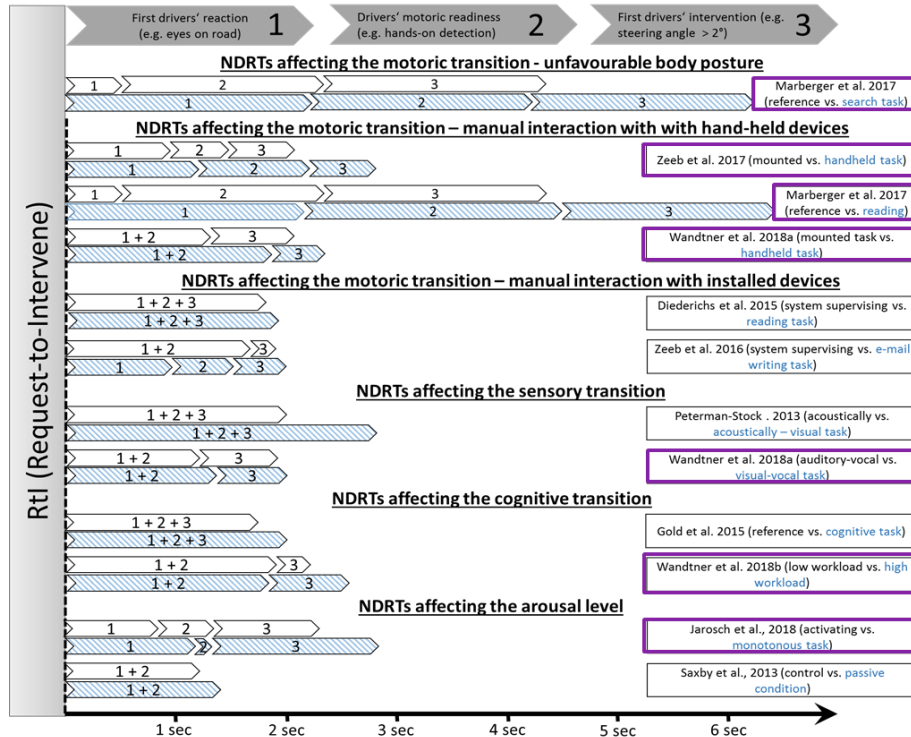 First drivers' reaction
(e.g. eyes on road)
1
Drivers' motoric readiness
(e.g. hands-on detection)
2
First drivers' intervention (e.g.
steering angle > 2°)
3
RtI (Request-to-Intervene)
NDRTs affecting the motoric transition - unfavourable body posture
1 2 3
1 2 3
Marberger et al. 2017
(reference vs. search task)
NDRTs affecting the motoric transition – manual interaction with with hand-held devices
1 2 3
1 2 3
Zeeb et al. 2017 (mounted vs. handheld task)
1 2 3
1 2 3
Marberger et al. 2017
(reference vs. reading)
1 + 2 3
1 + 2 3
Wandtner et al. 2018a (mounted task vs.
handheld task)
NDRTs affecting the motoric transition – manual interaction with installed devices
1 + 2 + 3
1 + 2 + 3
Diederichs et al. 2015 (system supervising vs.
reading task)
1 + 2 3
1 2 3
Zeeb et al. 2016 (system supervising vs. e-mail
writing task)
NDRTs affecting the sensory transition
1 + 2 + 3
1 + 2 + 3
Peterman-Stock . 2013 (acoustically vs.
acoustically – visual task)
1 + 2 3
1 + 2 3
Wandtner et al. 2018a (auditory-vocal vs.
visual-vocal task)
NDRTs affecting the cognitive transition
1 + 2 + 3
1 + 2 + 3
Gold et al. 2015 (reference vs. cognitive task)
1 + 2 3
1 + 2 3
Wandtner et al. 2018b (low workload vs. high
workload)
NDRTs affecting the arousal level
1 2 3
1 2 3
Jarosch et al., 2018 (activating vs.
monotonous task)
1 + 2
1 + 2
Saxby et al., 2013 (control vs. passive
condition)
1 sec 2 sec 3 sec 4 sec 5 sec 6 sec